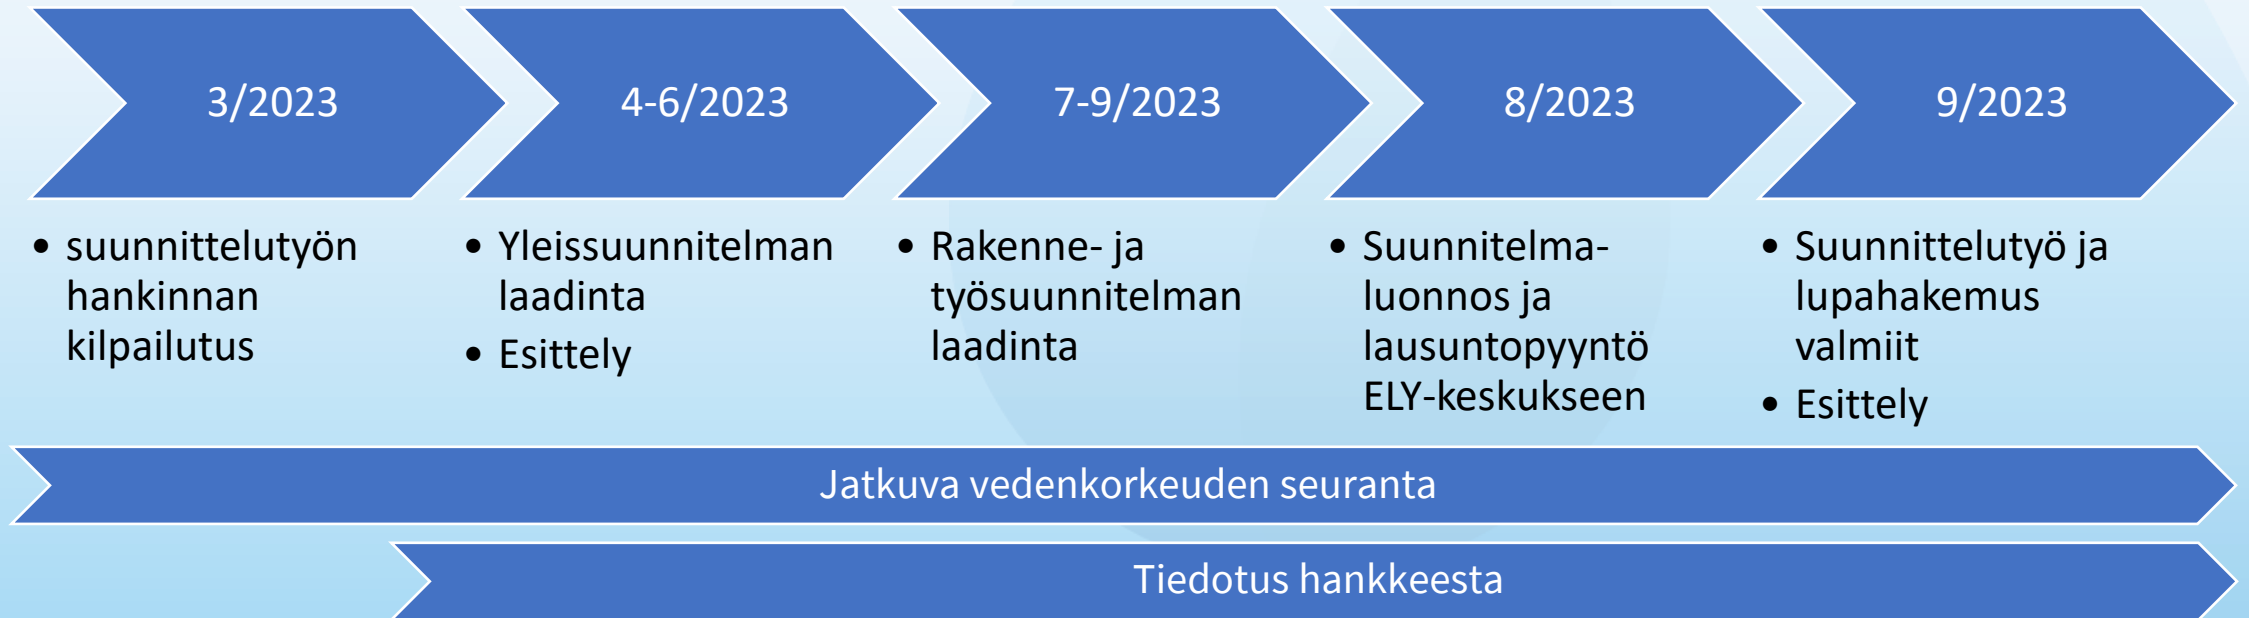 3/2023
4-6/2023
7-9/2023
8/2023
9/2023
• suunnittelutyön
hankinnan
kilpailutus
• Yleissuunnitelman
laadinta
• Esittely
• Rakenne- ja
työsuunnitelman
laadinta
• Suunnitelma-
luonnos ja
lausuntopyyntö
ELY-keskukseen
• Suunnittelutyö ja
lupahakemus
valmiit
• Esittely
Jatkuva vedenkorkeuden seuranta
Tiedotus hankkeesta